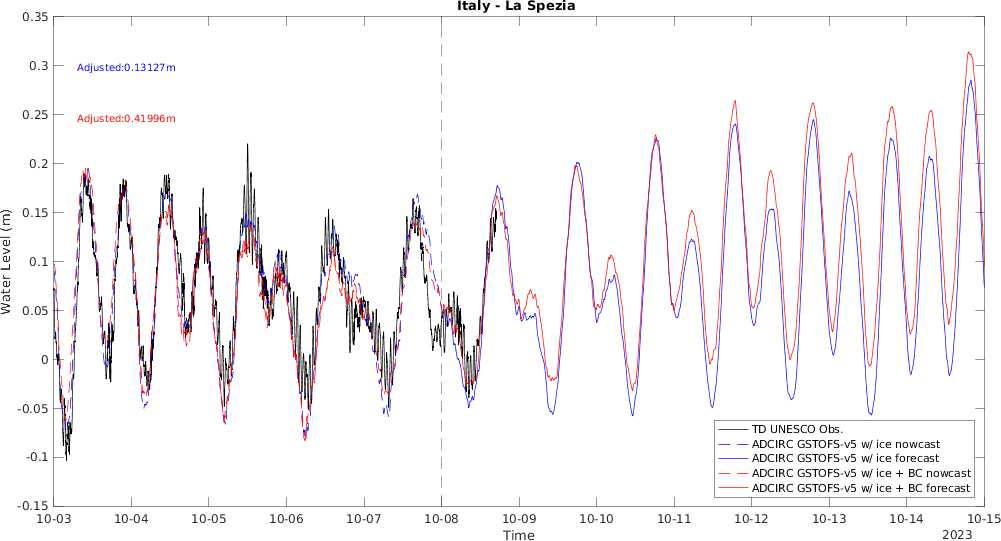 Italy - La Spezia
Adjusted:0.13127m
Adjusted:0.41996m
Water Level (m)
0.35
0.3
0.25
0.2
0.15
0.1
0.05
0
-0.05
-0.1
-0.15
TD UNESCO Obs.
ADCIRC GSTOFS-v5 w/ ice nowcast
ADCIRC GSTOFS-v5 w/ ice forecast
ADCIRC GSTOFS-v5 w/ ice + BC nowcast
ADCIRC GSTOFS-v5 w/ ice + BC forecast
10-03 10-04 10-05 10-06 10-07 10-08 10-09 10-10 10-11 10-12 10-13 10-14 10-15
Time
2023